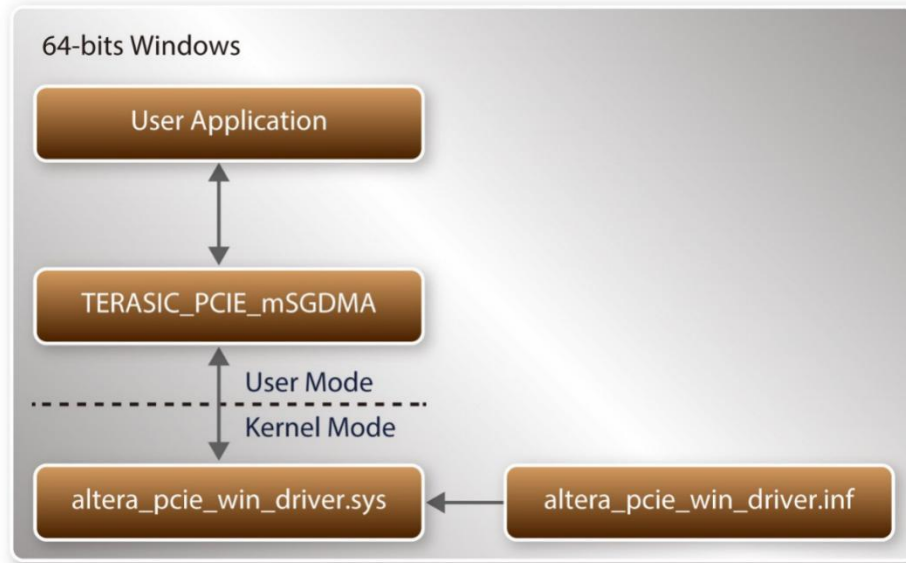 64-bits Windows
User Application
TERASIC_PCIE_mSGDMA
User Mode
Kernel Mode
altera_pcie_win_driver.sys
altera_pcie_win_driver.inf